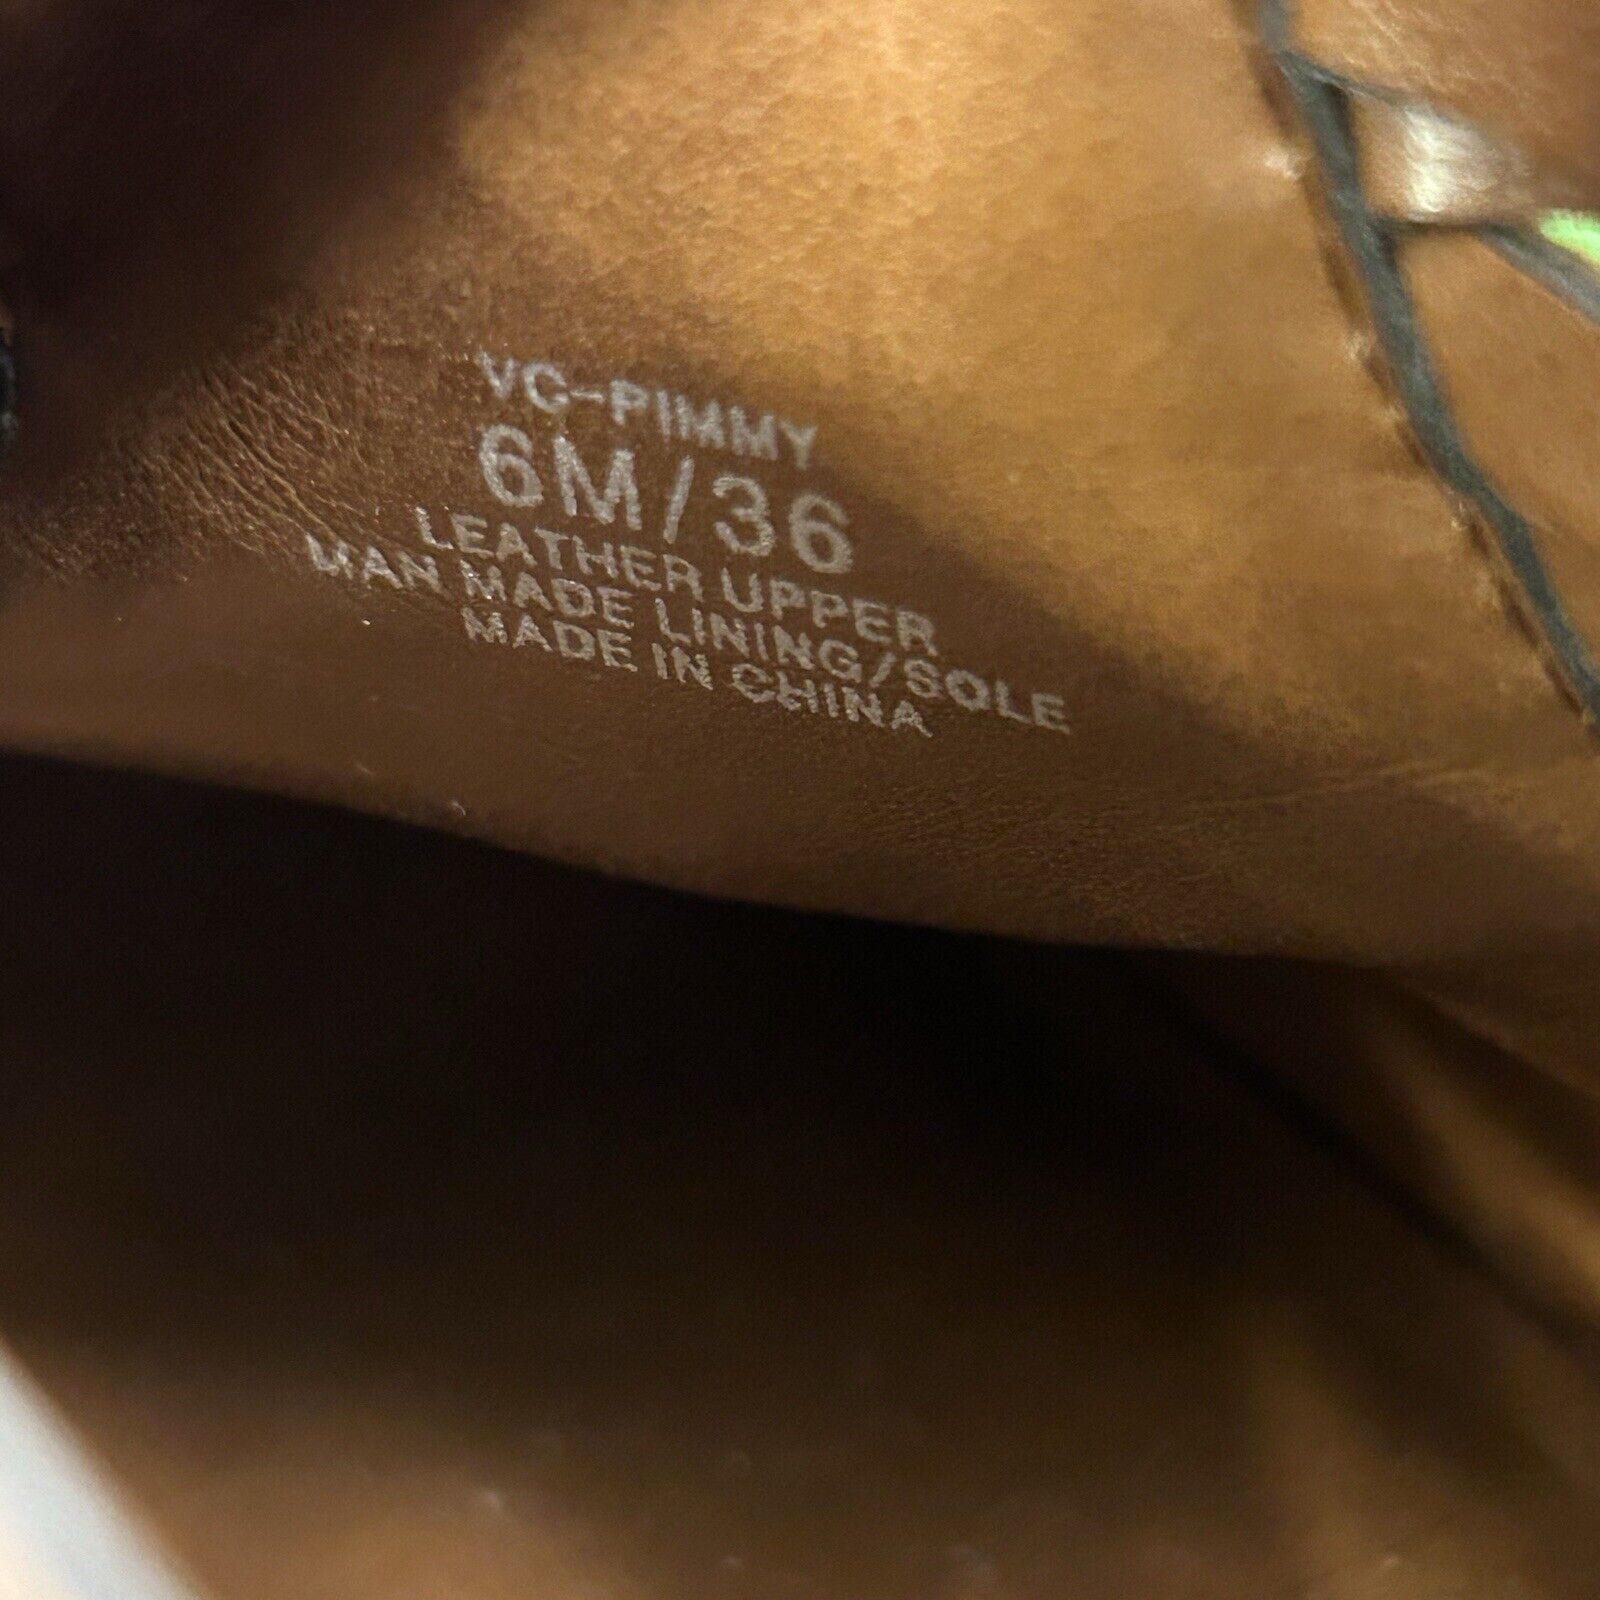 VC-PIMMY
6M/36
LEATHER UPPER
MAN MADE LINING/SOLE
MADE IN CHINA